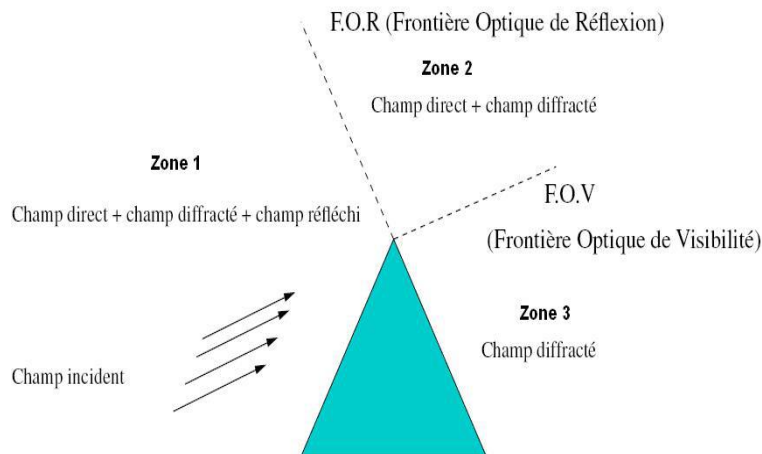 F.O.R (Frontière Optique de Réflexion)
Zone 2
Champ direct + champ diffracté
Zone 1
Champ direct + champ diffracté + champ réfléchi
F.O.V
(Frontière Optique de Visibilité)
Zone 3
Champ diffracté
Champ incident